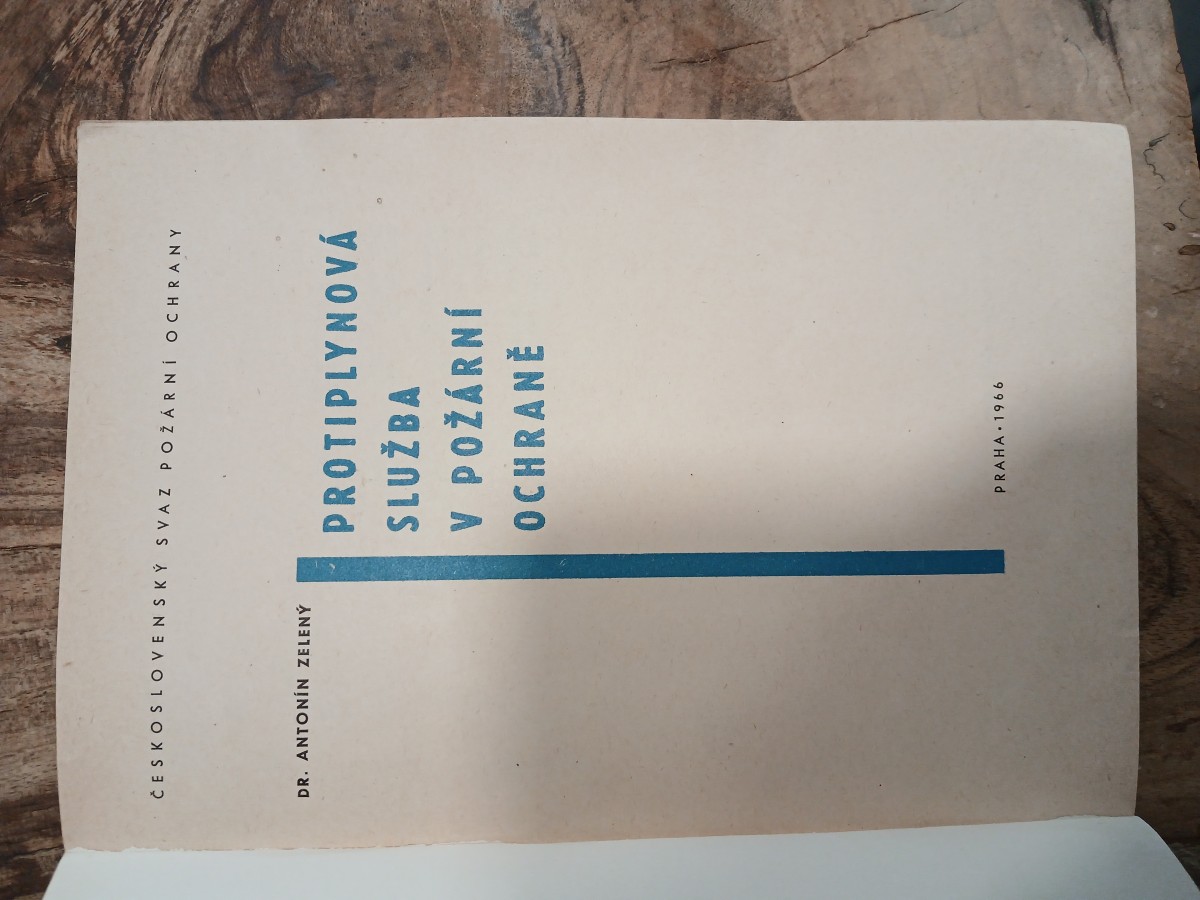 ČESKOSLOVENSKÝ SVAZ POŽÁRNÍ OCHRANY
DR. ANTONÍN ZELENÝ
PROTIPLYNOVÁ
SLUŽBA
V POŽÁRNÍ
OCHRANĚ
PRAHA • 1966